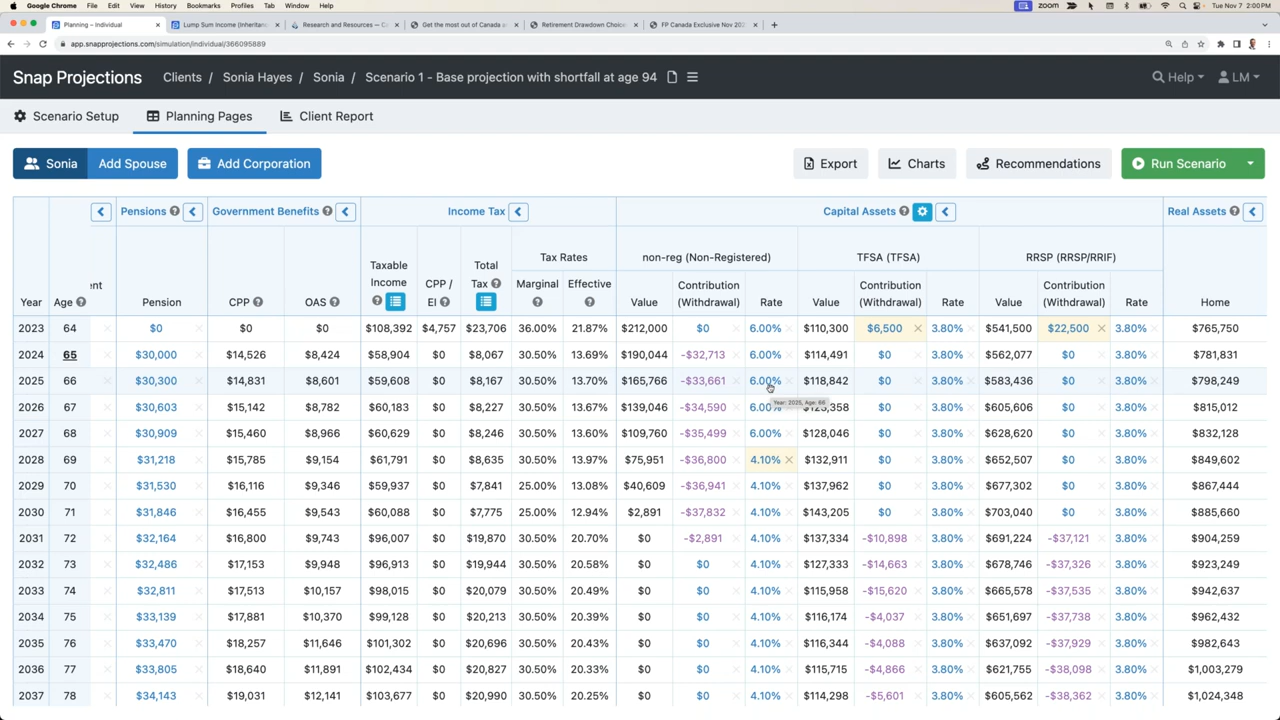 Google Chrome File Edit View History Bookmarks Profiles Tab Window Help zoom Tue Nov 7 2:00 PM
Planning – Individual Lump Sum Income (Inheritan Research and Resources — C Get the most out of Canada a Retirement Drawdown Choice FP Canada Exclusive Nov 202
app.snapprojections.com/simulation/individual/366095889
Snap Projections Clients / Sonia Hayes / Sonia / Scenario 1 - Base projection with shortfall at age 94 Help LM
Scenario Setup Planning Pages Client Report
Sonia Add Spouse Add Corporation Export Charts Recommendations Run Scenario
Pensions Government Benefits Income Tax Capital Assets Real Assets
Tax Rates non-reg (Non-Registered) TFSA (TFSA) RRSP (RRSP/RRIF)
Year Age ent Pension CPP OAS Taxable Income CPP / EI Total Tax Marginal Effective Value Contribution (Withdrawal) Rate Value Contribution (Withdrawal) Rate Value Contribution (Withdrawal) Rate Home
2023 64 $0 $0 $0 $108,392 $4,757 $23,706 36.00% 21.87% $212,000 $0 6.00% $110,300 $6,500 3.80% $541,500 $22,500 3.80% $765,750
2024 65 $30,000 $14,526 $8,424 $58,904 $0 $8,067 30.50% 13.69% $190,044 -$32,713 6.00% $114,491 $0 3.80% $562,077 $0 3.80% $781,831
2025 66 $30,300 $14,831 $8,601 $59,608 $0 $8,167 30.50% 13.70% $165,766 -$33,661 6.00% $118,842 $0 3.80% $583,436 $0 3.80% $798,249
Year: 2025, Age: 66
2026 67 $30,603 $15,142 $8,782 $60,183 $0 $8,227 30.50% 13.67% $139,046 -$34,590 6.00% $0 3.80% $605,606 $0 3.80% $815,012
2027 68 $30,909 $15,460 $8,966 $60,629 $0 $8,246 30.50% 13.60% $109,760 -$35,499 6.00% $128,046 $0 3.80% $628,620 $0 3.80% $832,128
2028 69 $31,218 $15,785 $9,154 $61,791 $0 $8,635 30.50% 13.97% $75,951 -$36,800 4.10% $132,911 $0 3.80% $652,507 $0 3.80% $849,602
2029 70 $31,530 $16,116 $9,346 $59,937 $0 $7,841 25.00% 13.08% $40,609 -$36,941 4.10% $137,962 $0 3.80% $677,302 $0 3.80% $867,444
2030 71 $31,846 $16,455 $9,543 $60,088 $0 $7,775 25.00% 12.94% $2,891 -$37,832 4.10% $143,205 $0 3.80% $703,040 $0 3.80% $885,660
2031 72 $32,164 $16,800 $9,743 $96,007 $0 $19,870 30.50% 20.70% $0 -$2,891 4.10% $137,334 -$10,898 3.80% $691,224 -$37,121 3.80% $904,259
2032 73 $32,486 $17,153 $9,948 $96,913 $0 $19,944 30.50% 20.58% $0 $0 4.10% $127,333 -$14,663 3.80% $678,746 -$37,326 3.80% $923,249
2033 74 $32,811 $17,513 $10,157 $98,015 $0 $20,079 30.50% 20.49% $0 $0 4.10% $115,958 -$15,620 3.80% $665,578 -$37,535 3.80% $942,637
2034 75 $33,139 $17,881 $10,370 $99,128 $0 $20,213 30.50% 20.39% $0 $0 4.10% $116,174 -$4,037 3.80% $651,697 -$37,738 3.80% $962,432
2035 76 $33,470 $18,257 $11,646 $101,302 $0 $20,696 30.50% 20.43% $0 $0 4.10% $116,344 -$4,088 3.80% $637,092 -$37,929 3.80% $982,643
2036 77 $33,805 $18,640 $11,891 $102,434 $0 $20,827 30.50% 20.33% $0 $0 4.10% $115,715 -$4,866 3.80% $621,755 -$38,098 3.80% $1,003,279
2037 78 $34,143 $19,031 $12,141 $103,677 $0 $20,990 30.50% 20.25% $0 $0 4.10% $114,298 -$5,601 3.80% $605,562 -$38,362 3.80% $1,024,348